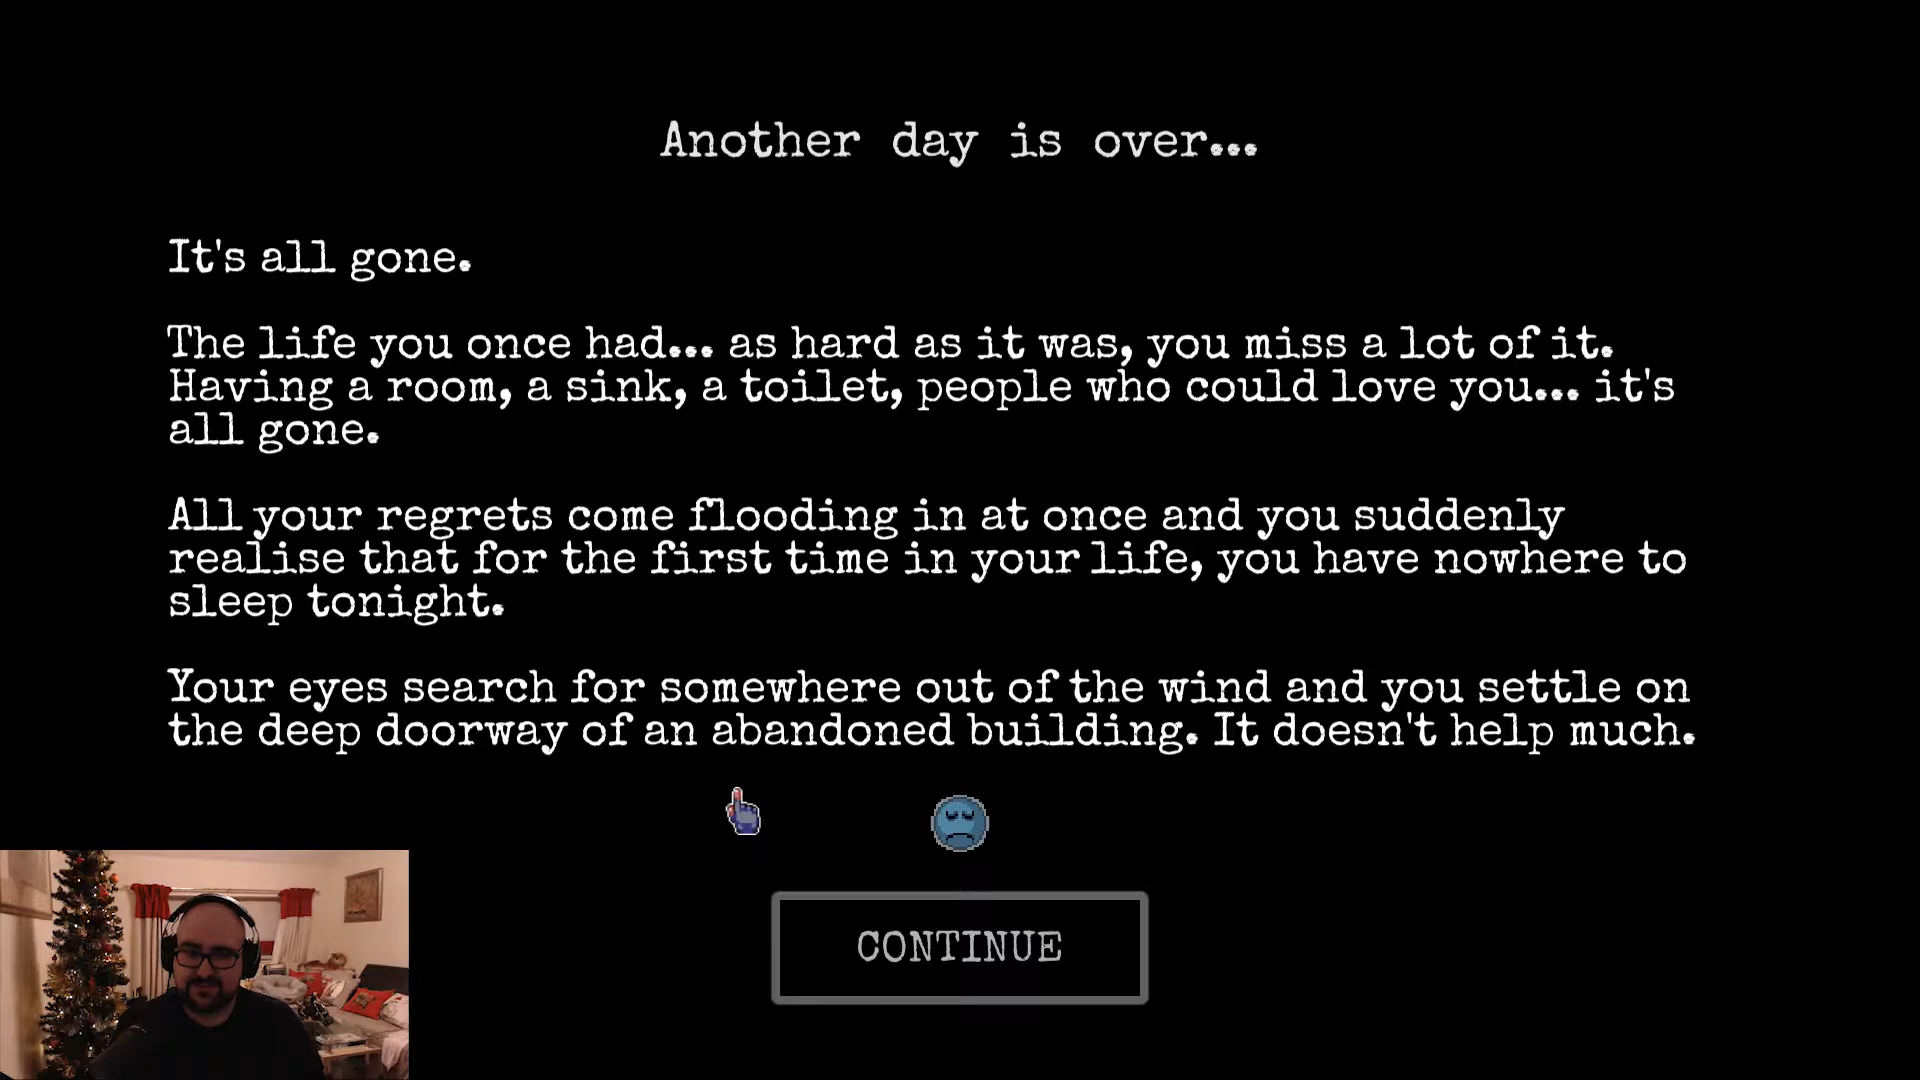 Another day is over...
It's all gone.
The life you once had... as hard as it was, you miss a lot of it.
Having a room, a sink, a toilet, people who could love you... it's
all gone.
All your regrets come flooding in at once and you suddenly
realise that for the first time in your life, you have nowhere to
sleep tonight.
Your eyes search for somewhere out of the wind and you settle on
the deep doorway of an abandoned building. It doesn't help much.
CONTINUE